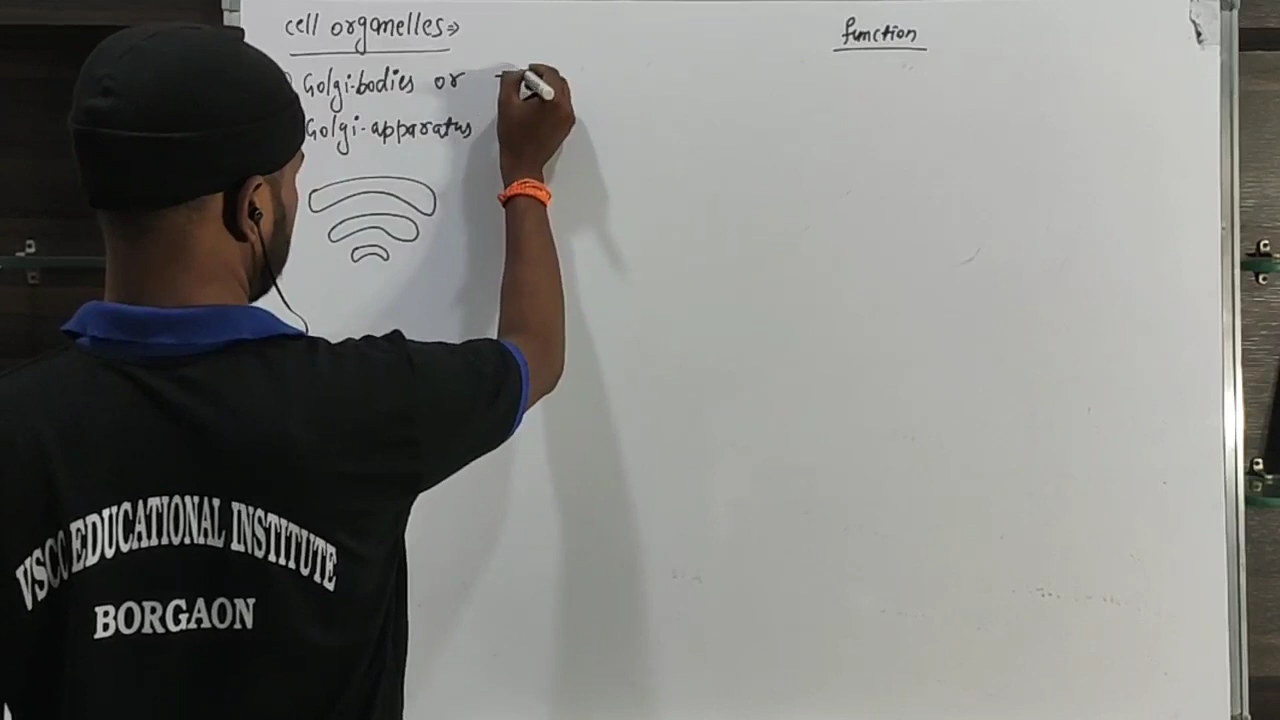 cell organelles ⇒
function
Golgi-bodies or
Golgi-apparatus
VSCC EDUCATIONAL INSTITUTE
BORGAON